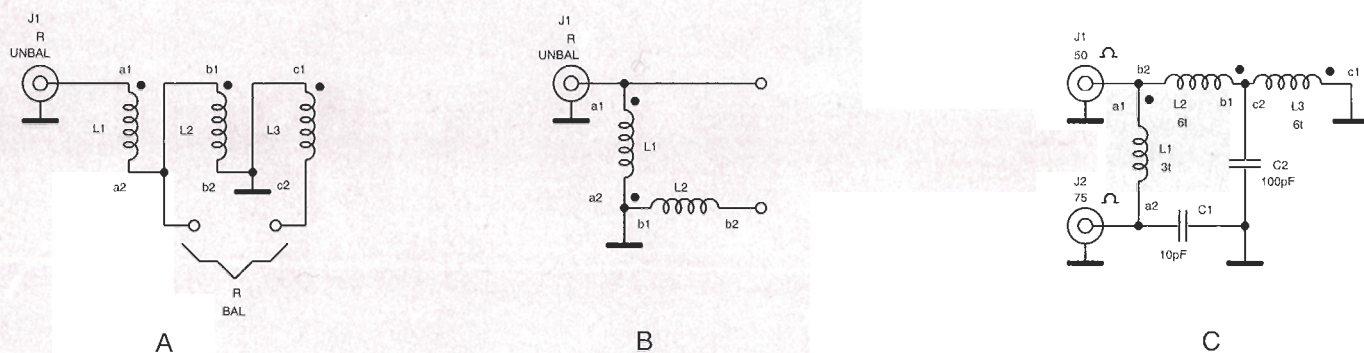 J1
R
UNBAL
a1
b1
c1
L1
L2
L3
a2
b2
c2
R
BAL
A
J1
R
UNBAL
a1
L1
a2
L2
b1
b2
B
J1
50 Ω
b2
c1
a1
L2
6t
b1
c2
L3
6t
L1
3t
C2
100pF
J2
75 Ω
a2
C1
10pF
C